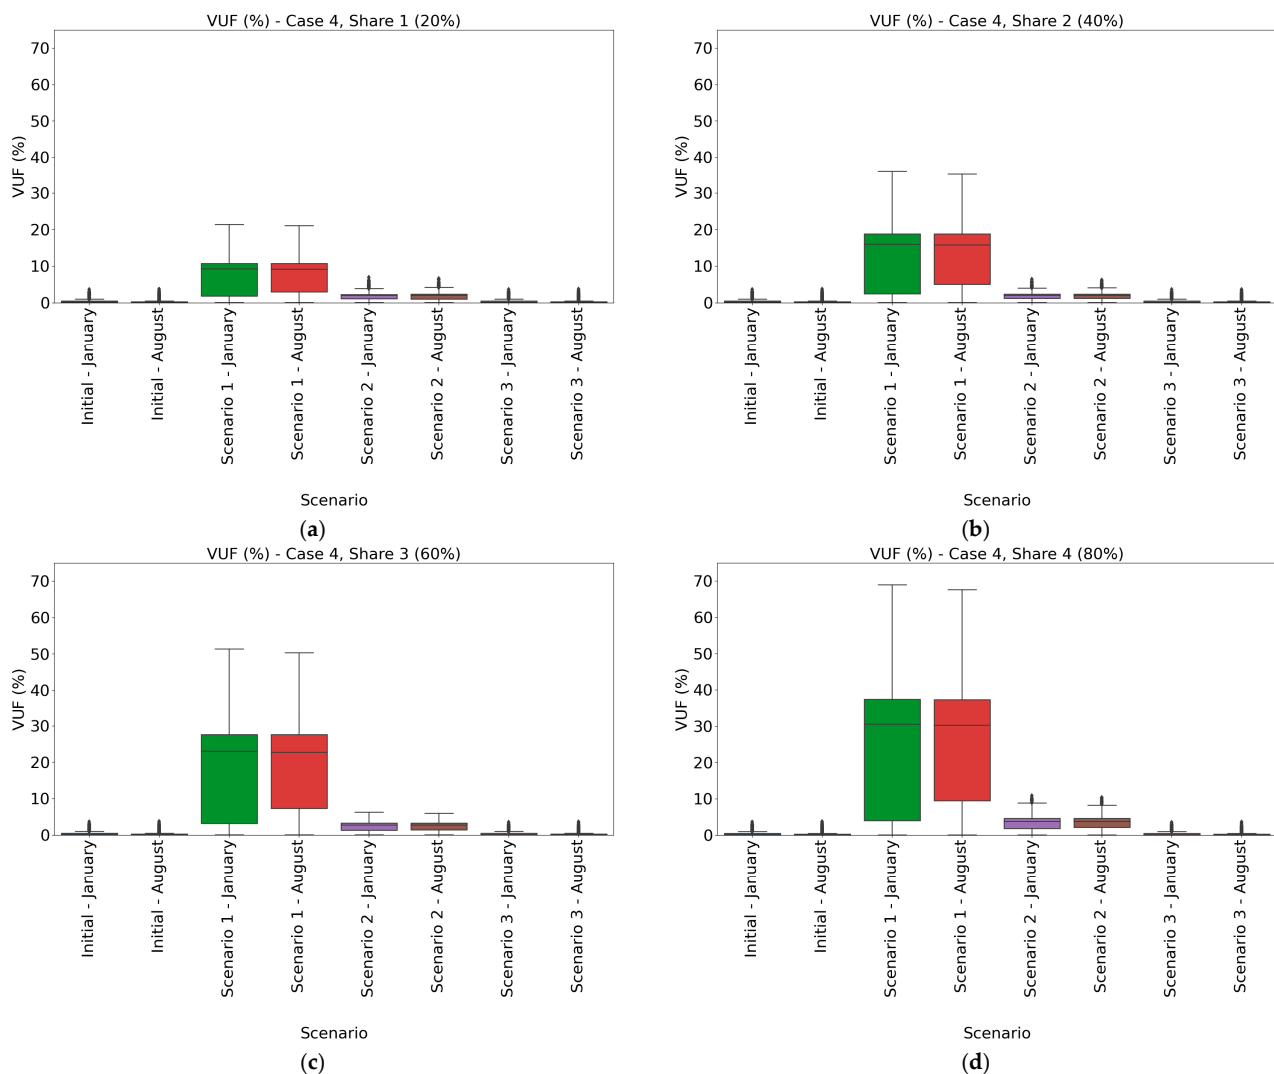 VUF (%) - Case 4, Share 1 (20%)
VUF (%)
70
60
50
40
30
20
10
0
Initial - January
Initial - August
Scenario 1 - January
Scenario 1 - August
Scenario 2 - January
Scenario 2 - August
Scenario 3 - January
Scenario 3 - August
Scenario
(a)
VUF (%) - Case 4, Share 2 (40%)
VUF (%)
70
60
50
40
30
20
10
0
Initial - January
Initial - August
Scenario 1 - January
Scenario 1 - August
Scenario 2 - January
Scenario 2 - August
Scenario 3 - January
Scenario 3 - August
Scenario
(b)
VUF (%) - Case 4, Share 3 (60%)
VUF (%)
70
60
50
40
30
20
10
0
Initial - January
Initial - August
Scenario 1 - January
Scenario 1 - August
Scenario 2 - January
Scenario 2 - August
Scenario 3 - January
Scenario 3 - August
Scenario
(c)
VUF (%) - Case 4, Share 4 (80%)
VUF (%)
70
60
50
40
30
20
10
0
Initial - January
Initial - August
Scenario 1 - January
Scenario 1 - August
Scenario 2 - January
Scenario 2 - August
Scenario 3 - January
Scenario 3 - August
Scenario
(d)